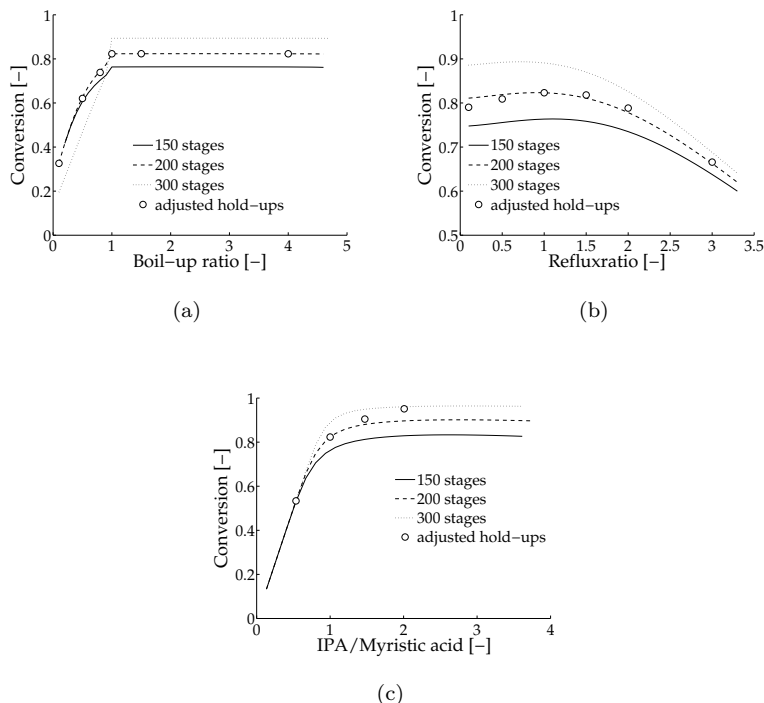 1
0.8
0.6
0.4
0.2
0
0 1 2 3 4 5
Conversion [−]
Boil−up ratio [−]
150 stages
200 stages
300 stages
adjusted hold−ups
(a)
1
0.9
0.8
0.7
0.6
0.5
0 0.5 1 1.5 2 2.5 3 3.5
Conversion [−]
Refluxratio [−]
150 stages
200 stages
300 stages
adjusted hold−ups
(b)
1
0.8
0.6
0.4
0.2
0
0 1 2 3 4
Conversion [−]
IPA/Myristic acid [−]
150 stages
200 stages
300 stages
adjusted hold−ups
(c)